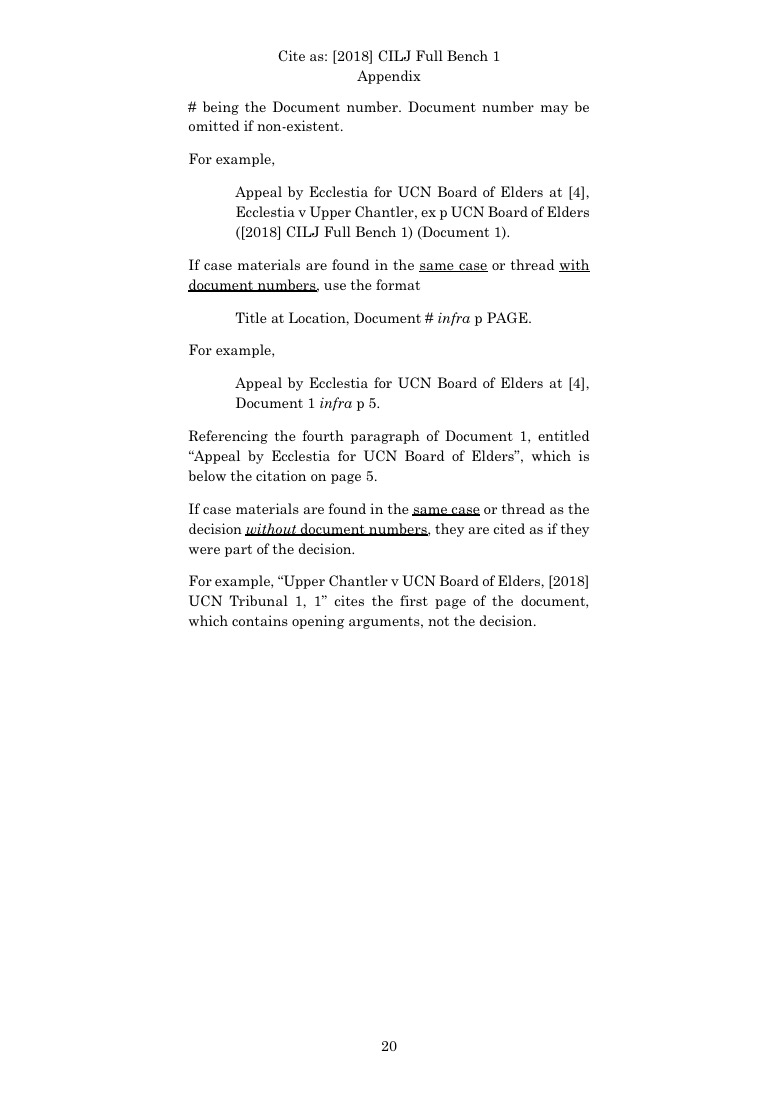 Cite as: [2018] CILJ Full Bench 1
Appendix
# being the Document number. Document number may be
omitted if non-existent.
For example,
Appeal by Ecclestia for UCN Board of Elders at [4],
Ecclestia v Upper Chantler, ex p UCN Board of Elders
([2018] CILJ Full Bench 1) (Document 1).
If case materials are found in the same case or thread with
document numbers, use the format
Title at Location, Document # infra p PAGE.
For example,
Appeal by Ecclestia for UCN Board of Elders at [4],
Document 1 infra p 5.
Referencing the fourth paragraph of Document 1, entitled
“Appeal by Ecclestia for UCN Board of Elders”, which is
below the citation on page 5.
If case materials are found in the same case or thread as the
decision without document numbers, they are cited as if they
were part of the decision.
For example, “Upper Chantler v UCN Board of Elders, [2018]
UCN Tribunal 1, 1” cites the first page of the document,
which contains opening arguments, not the decision.
20